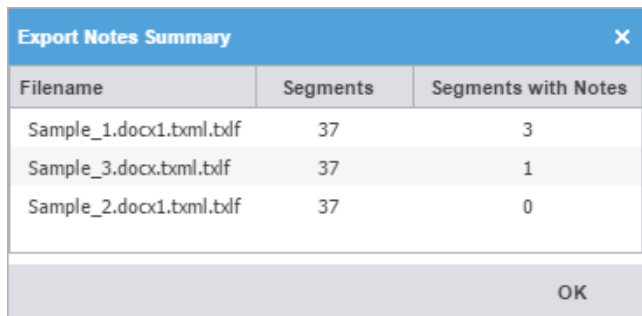 Export Notes Summary
Filename Segments Segments with Notes
Sample_1.docx1.txml.txlf 37 3
Sample_3.docx.txml.txlf 37 1
Sample_2.docx1.txml.txlf 37 0
OK